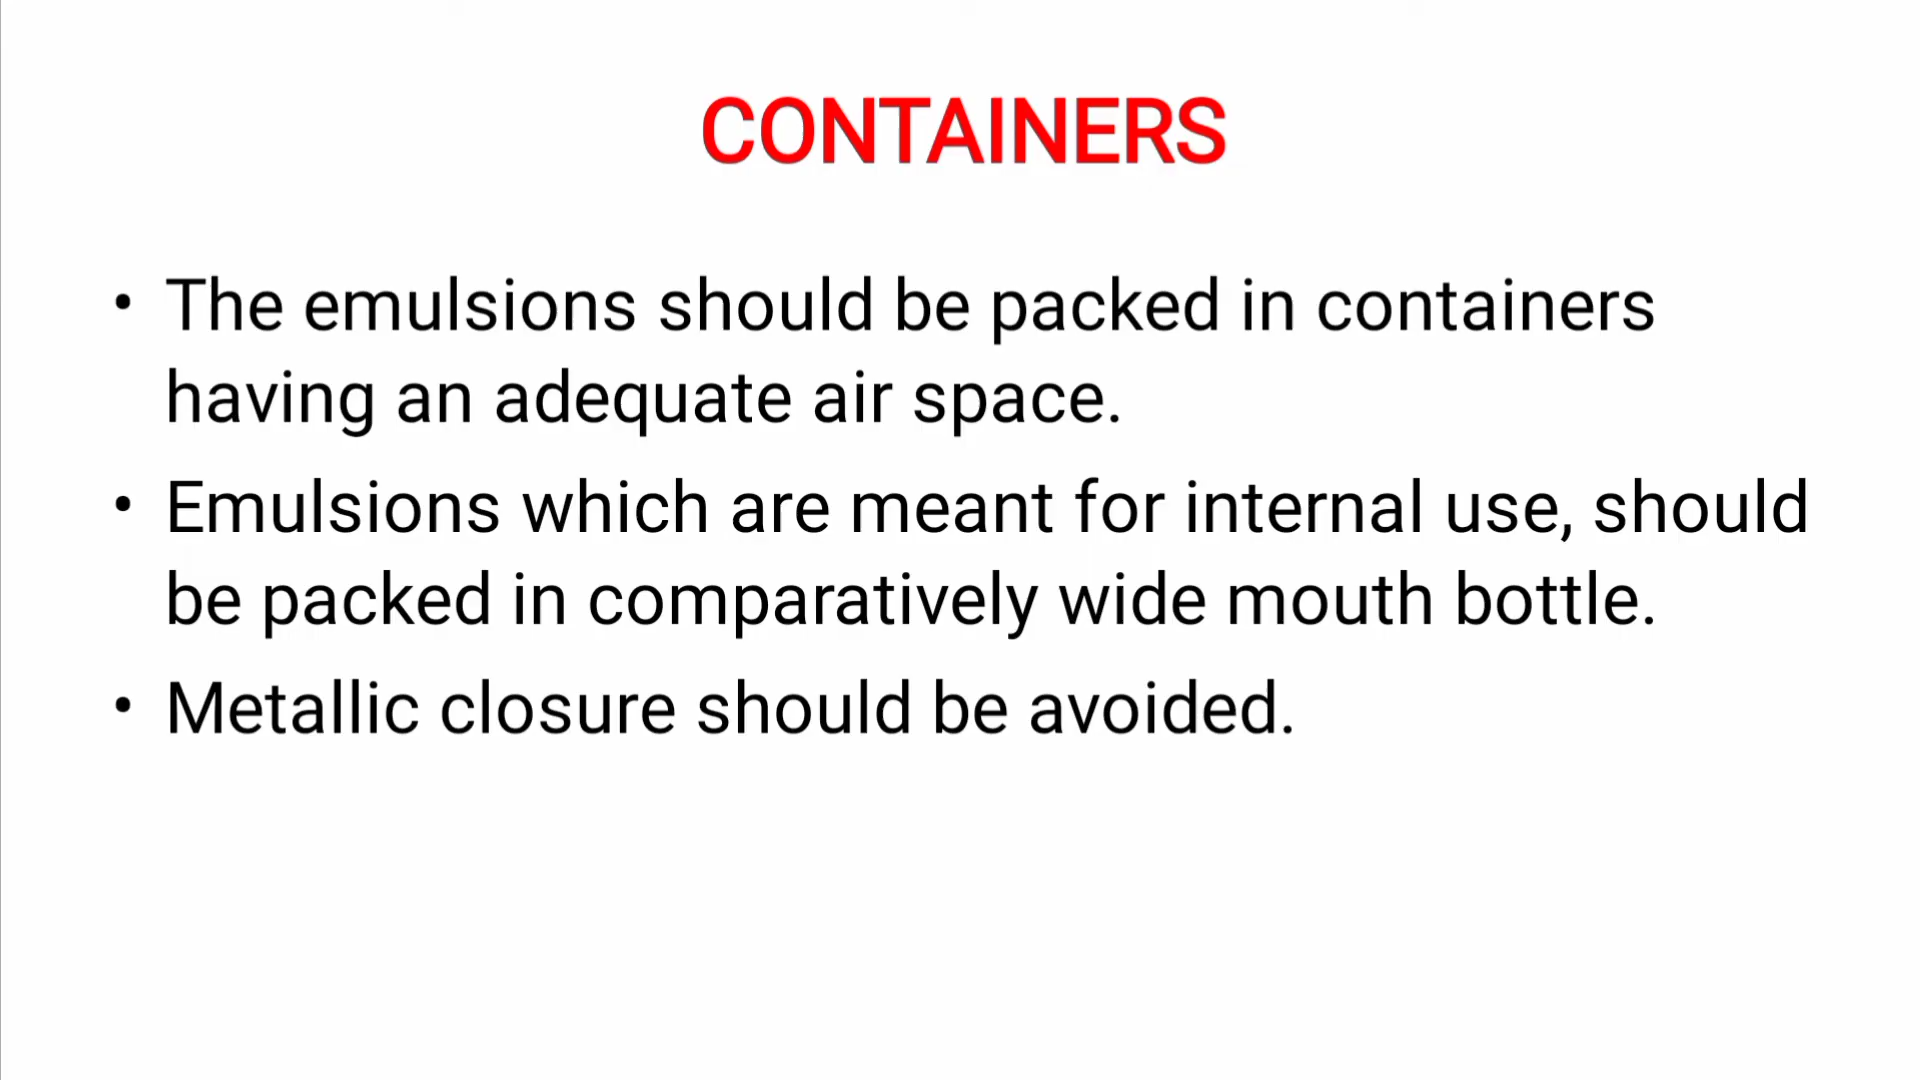 CONTAINERS
• The emulsions should be packed in containers
having an adequate air space.
• Emulsions which are meant for internal use, should
be packed in comparatively wide mouth bottle.
• Metallic closure should be avoided.